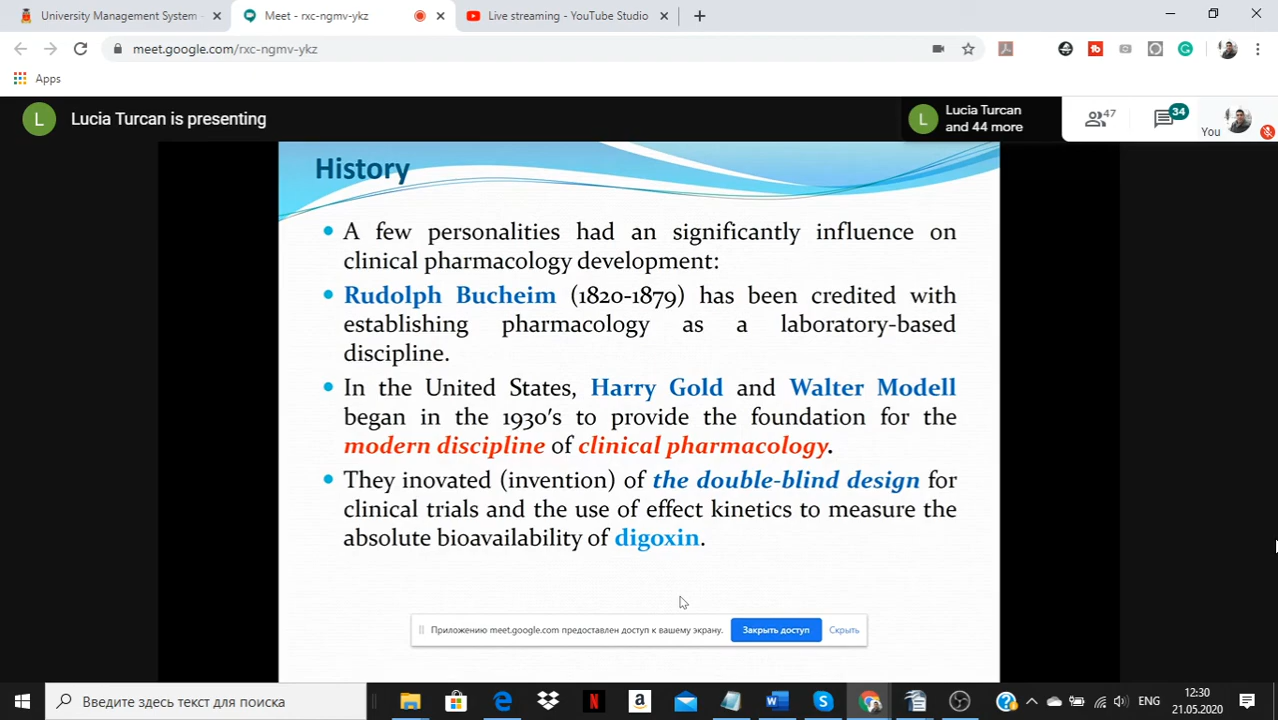 University Management System -
Meet - rxc-ngmv-ykz
Live streaming - YouTube Studio
meet.google.com/rxc-ngmv-ykz
Apps
L
Lucia Turcan is presenting
L
Lucia Turcan
and 44 more
47
34
You
History
A few personalities had an significantly influence on
clinical pharmacology development:
Rudolph Bucheim (1820-1879) has been credited with
establishing pharmacology as a laboratory-based
discipline.
In the United States, Harry Gold and Walter Modell
began in the 1930's to provide the foundation for the
modern discipline of clinical pharmacology.
They inovated (invention) of the double-blind design for
clinical trials and the use of effect kinetics to measure the
absolute bioavailability of digoxin.
Приложению meet.google.com предоставлен доступ к вашему экрану.
Закрыть доступ
Скрыть
Введите здесь текст для поиска
ENG
12:30
21.05.2020